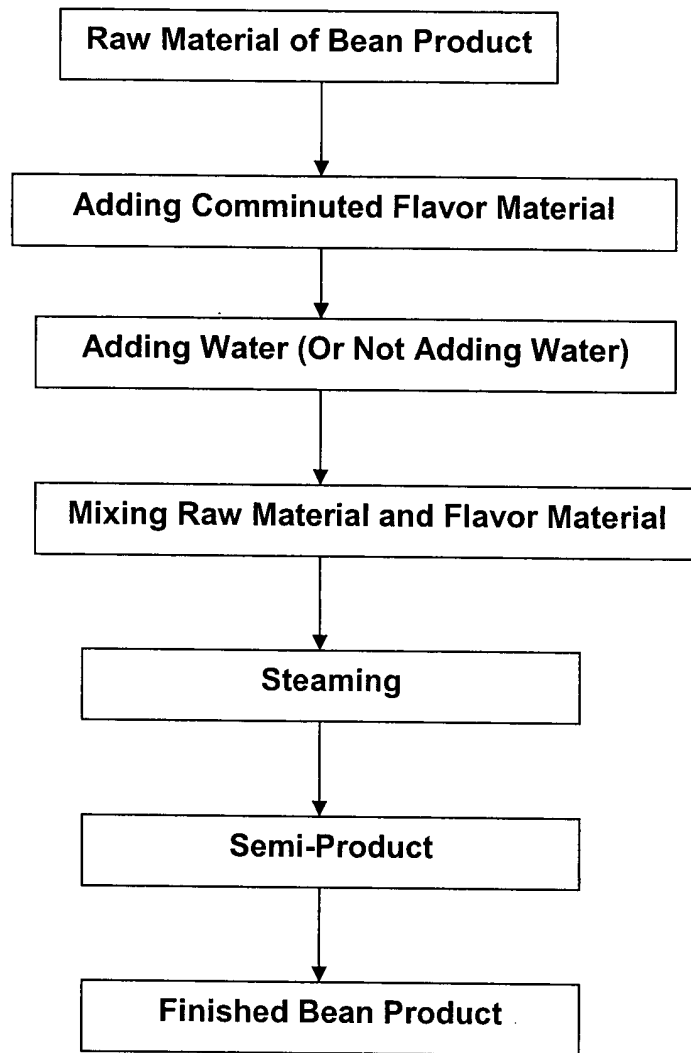 Raw Material of Bean Product
Adding Comminuted Flavor Material
Adding Water (Or Not Adding Water)
Mixing Raw Material and Flavor Material
Steaming
Semi-Product
Finished Bean Product